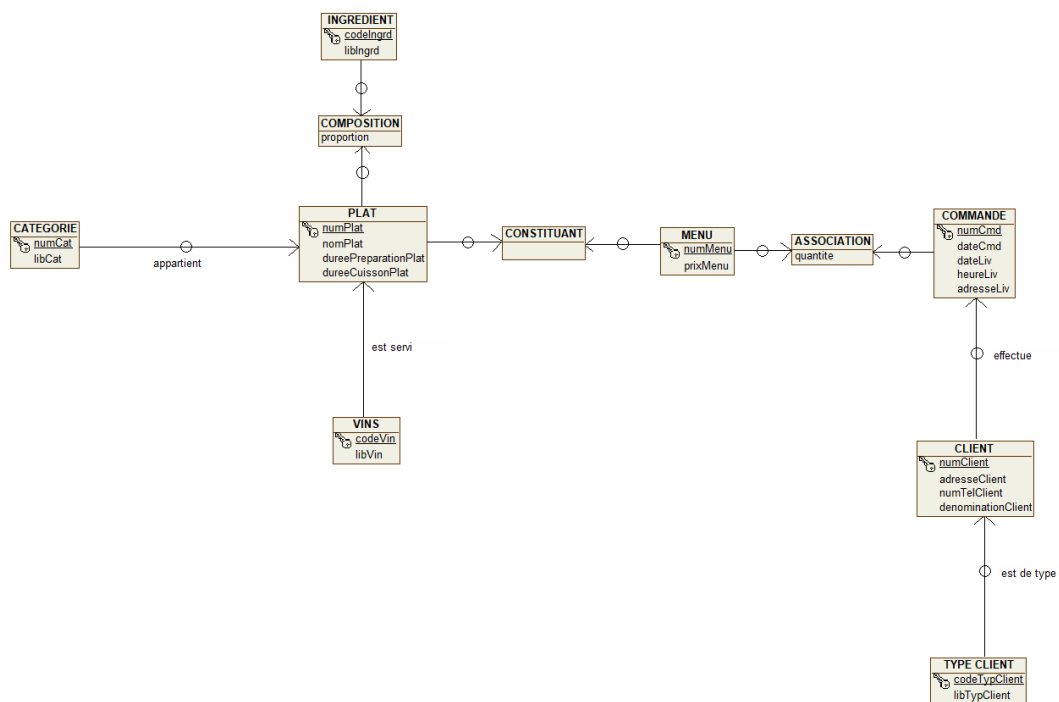 INGREDIENT
codeIngrd
libIngrd
COMPOSITION
proportion
CATEGORIE
numCat
libCat
appartient
PLAT
numPlat
nomPlat
dureePreparationPlat
dureeCuissonPlat
CONSTITUANT
MENU
numMenu
prixMenu
ASSOCIATION
quantite
COMMANDE
numCmd
dateCmd
dateLiv
heureLiv
adresseLiv
est servi
effectue
VINS
codeVin
libVin
CLIENT
numClient
adresseClient
numTelClient
denominationClient
est de type
TYPE CLIENT
codeTypClient
libTypClient